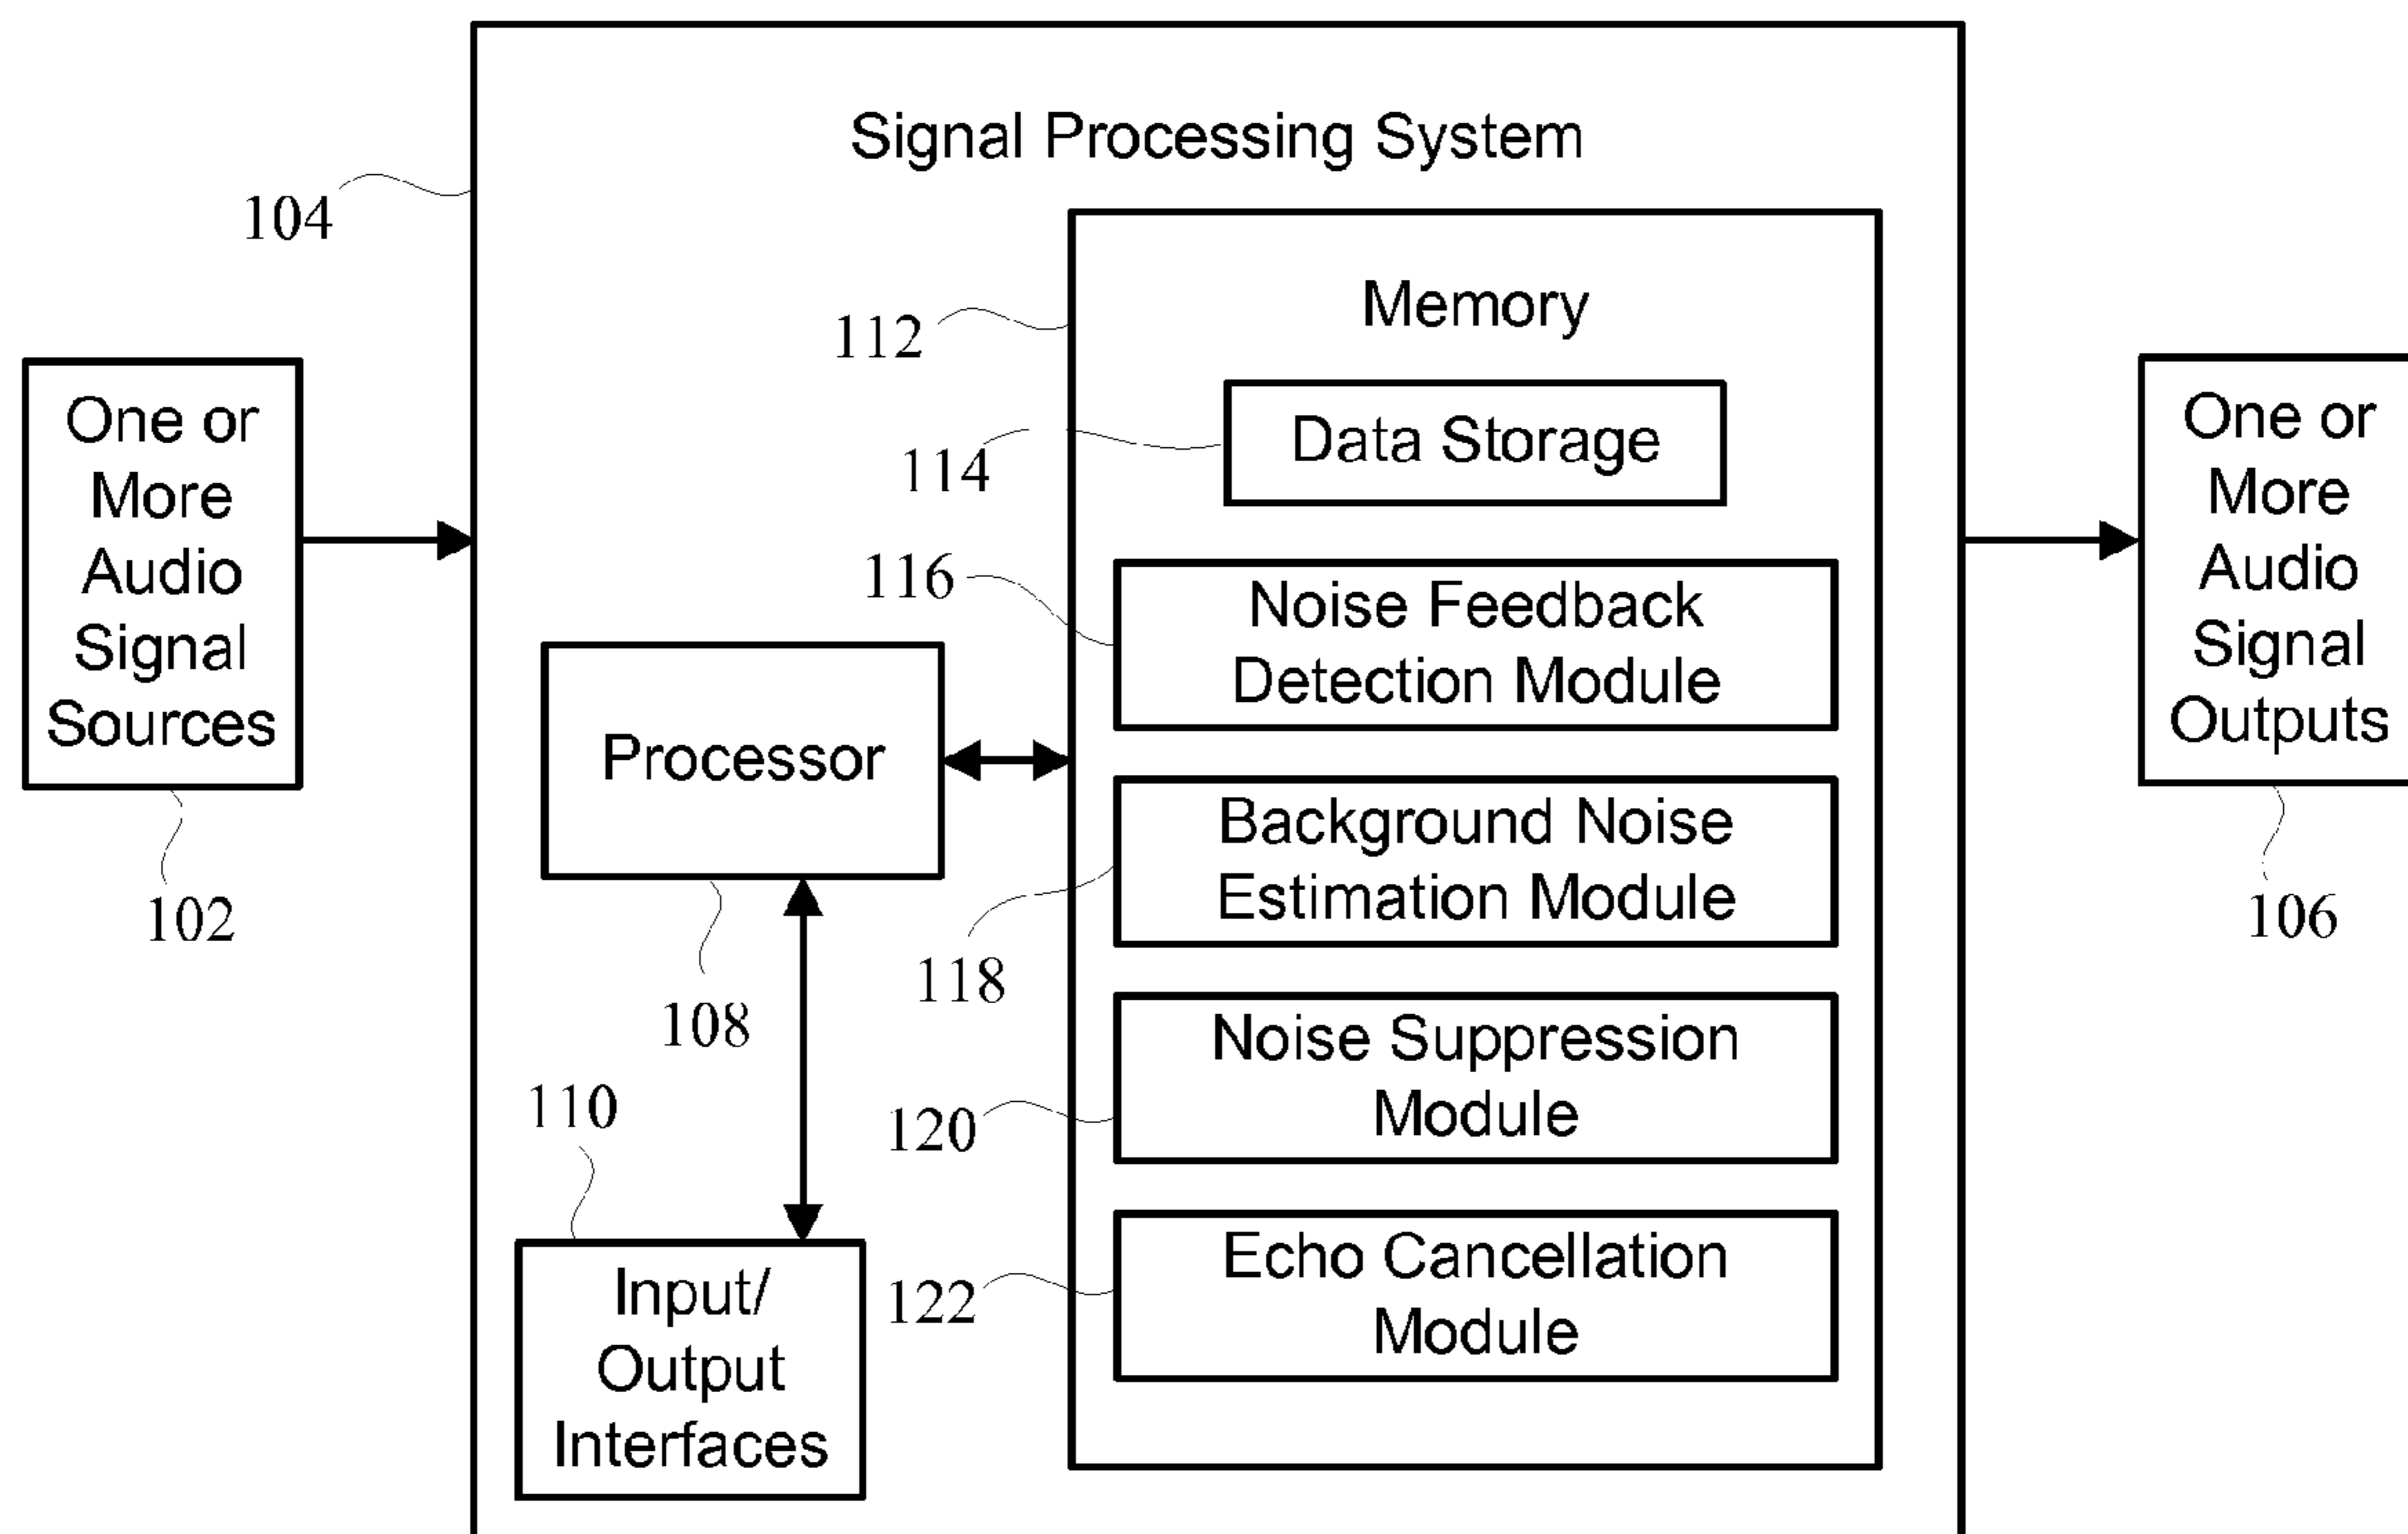 Signal Processing System
104
One or
More
Audio
Signal
Sources
102
Memory
112
Data Storage
114
116
Noise Feedback
Detection Module
Processor
108
Background Noise
Estimation Module
118
Noise Suppression
Module
120
110
Input/
Output
Interfaces
Echo Cancellation
Module
122
One or
More
Audio
Signal
Outputs
106